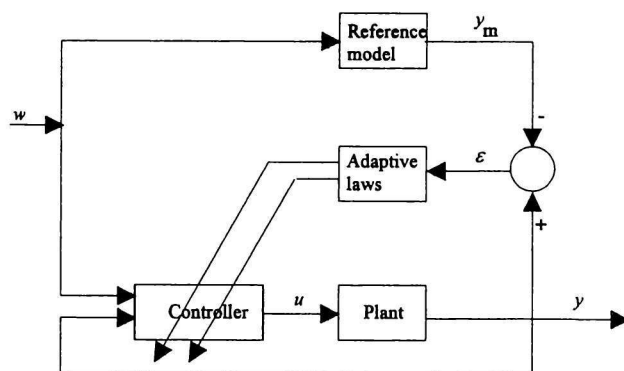 Reference
model
y_m
w
-
Adaptive
laws
ε
+
Controller
u
Plant
y